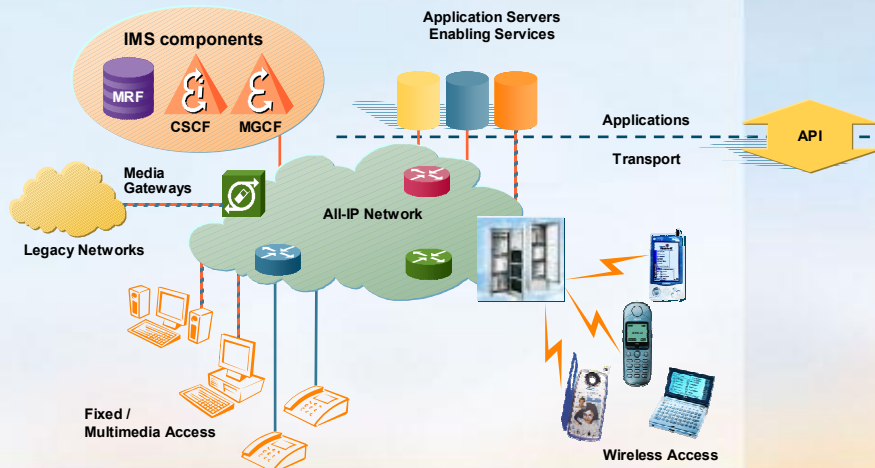 IMS components
MRF
CSCF
MGCF
Application Servers
Enabling Services
Applications
Transport
API
Media
Gateways
Legacy Networks
All-IP Network
Fixed /
Multimedia Access
Wireless Access